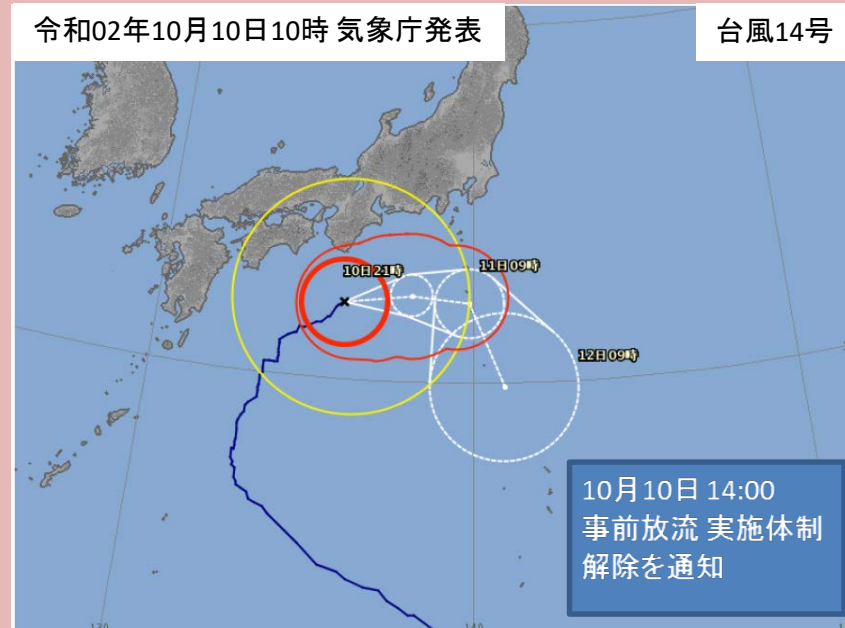 令和02年10月10日10時 気象庁発表
台風14号
10日21時
11日09時
12日09時
10月10日 14:00
事前放流 実施体制
解除を通知
130
140